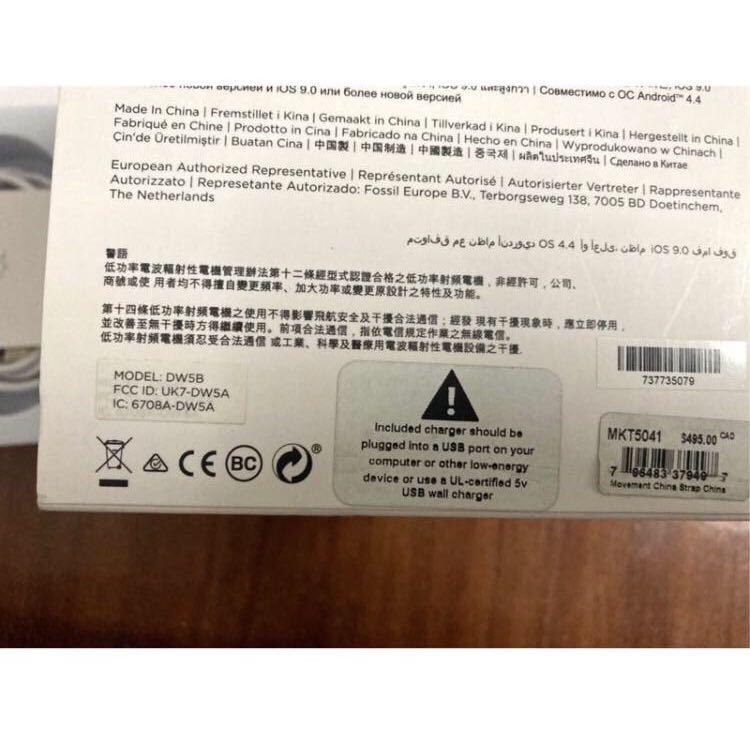 новой версией и iOS 9.0 или более новой версией
Совместимо с ОС Android™ 4.4
Made In China | Fremstillet i Kina | Gemaakt in China | Tillverkad i Kina | Produsert i Kina | Hergestellt in China |
Fabriqué en Chine | Prodotto in Cina | Fabricado na China | Hecho en China | Wyprodukowano w Chinach |
Çin'de Üretilmiştir | Buatan Cina | 中国製 | 中国制造 | 中國製造 | 중국제 | ผลิตในประเทศจีน | Сделано в Китае
European Authorized Representative | Représentant Autorisé | Autorisierter Vertreter | Rappresentante
Autorizzato | Represetante Autorizado: Fossil Europe B.V., Terborgseweg 138, 7005 BD Doetinchem,
The Netherlands
OS 4.4
iOS 9.0
警語
低功率電波輻射性電機管理辦法第十二條經型式認證合格之低功率射頻電機，非經許可，公司、
商號或使 用者均不得擅自變更頻率、加大功率或變更原設計之特性及功能。
第十四條低功率射頻電機之使用不得影響飛航安全及干擾合法通信；經發 現有干擾現象時，應立即停用，
並改善至無干擾時方得繼續使用。前項合法通信，指依電信規定作業之無線電信。
低功率射頻電機須忍受合法通信 或工業、科學及醫療用電波輻射性電機設備之干擾.
737735079
MODEL: DW5B
FCC ID: UK7-DW5A
IC: 6708A-DW5A
CE BC ®
Included charger should be
plugged into a USB port on your
computer or other low-energy
device or use a UL-certified 5v
USB wall charger
MKT5041 $495.00 CAD
7 96483 37949 7
Movement China Strap China